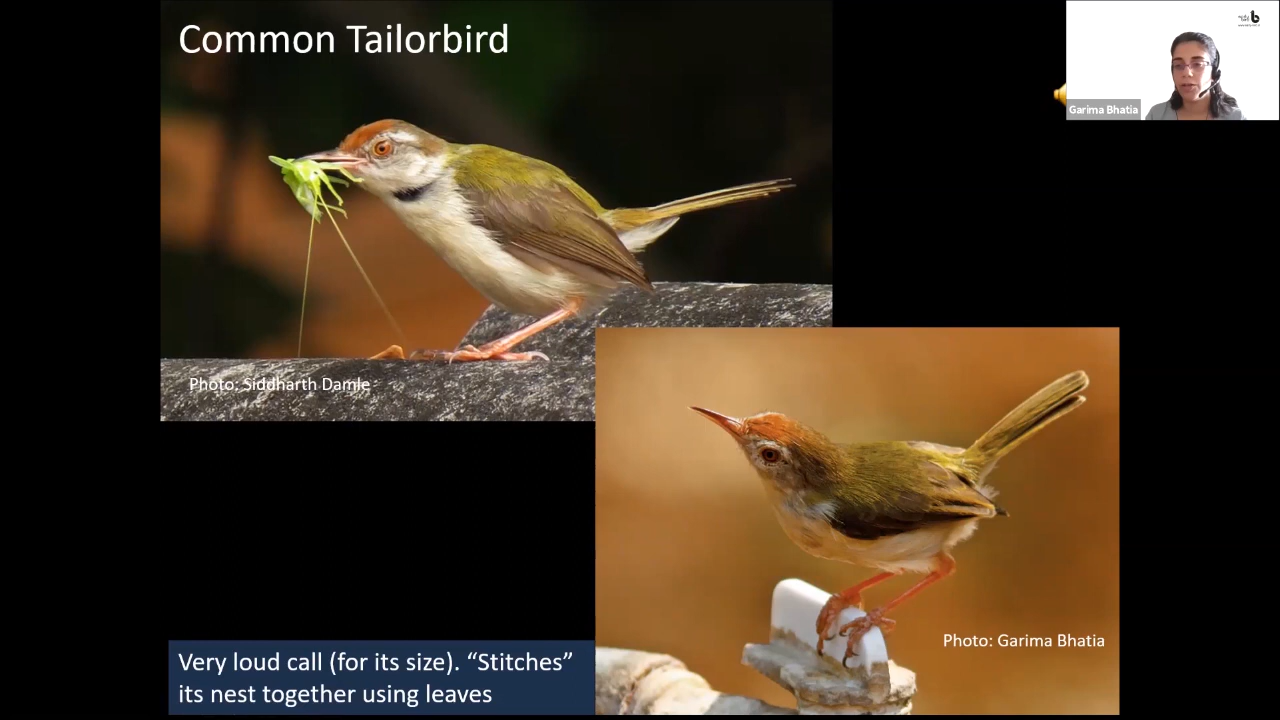 Common Tailorbird
Garima Bhatia
Photo: Siddharth Damle
Photo: Garima Bhatia
Very loud call (for its size). “Stitches”
its nest together using leaves